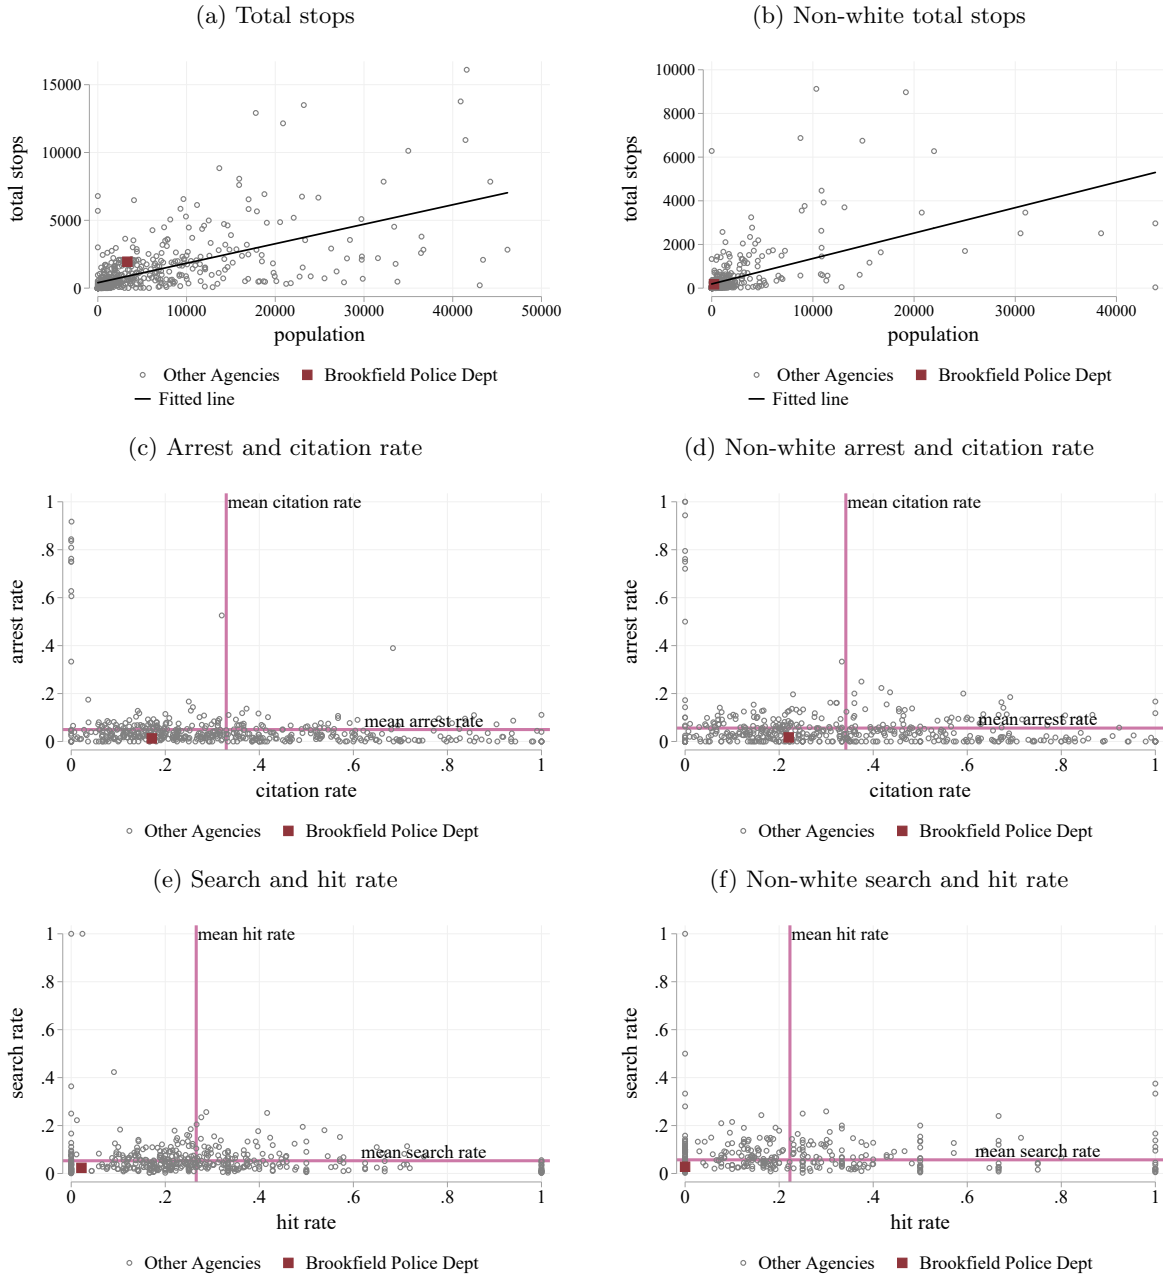 (a) Total stops
(b) Non-white total stops
total stops
15000
10000
5000
0
0 10000 20000 30000 40000 50000
population
Other Agencies Brookfield Police Dept
Fitted line
total stops
10000
8000
6000
4000
2000
0
0 10000 20000 30000 40000
population
Other Agencies Brookfield Police Dept
Fitted line
(c) Arrest and citation rate
(d) Non-white arrest and citation rate
arrest rate
1
.8
.6
.4
.2
0
mean citation rate
mean arrest rate
0 .2 .4 .6 .8 1
citation rate
Other Agencies Brookfield Police Dept
arrest rate
1
.8
.6
.4
.2
0
mean citation rate
mean arrest rate
0 .2 .4 .6 .8 1
citation rate
Other Agencies Brookfield Police Dept
(e) Search and hit rate
(f) Non-white search and hit rate
search rate
1
.8
.6
.4
.2
0
mean hit rate
mean search rate
0 .2 .4 .6 .8 1
hit rate
Other Agencies Brookfield Police Dept
search rate
1
.8
.6
.4
.2
0
mean hit rate
mean search rate
0 .2 .4 .6 .8 1
hit rate
Other Agencies Brookfield Police Dept